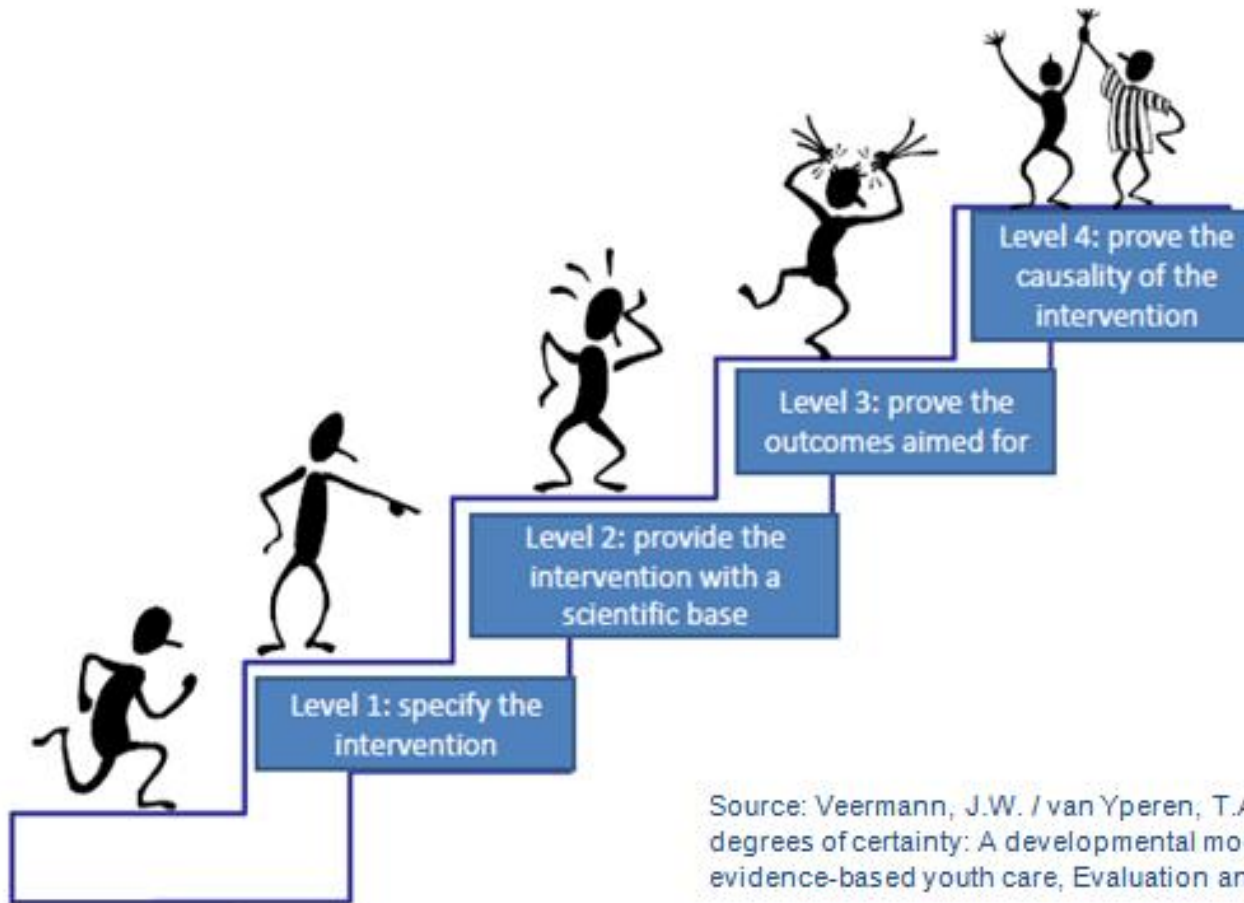 Level 4: prove the
causality of the
intervention
Level 3: prove the
outcomes aimed for
Level 2: provide the
intervention with a
scientific base
Level 1: specify the
intervention
Source: Veermann, J.W. / van Yperen, T.A
degrees of certainty: A developmental mo
evidence-based youth care, Evaluation an